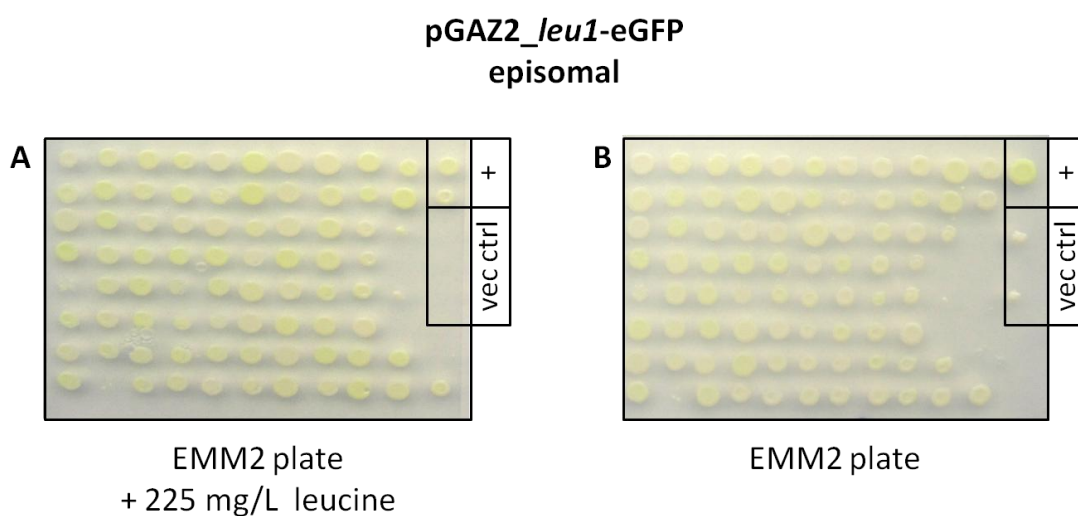 pGAZ2_leu1-eGFP
episomal
A
+
vec ctrl
B
+
vec ctrl
EMM2 plate
+ 225 mg/L leucine
EMM2 plate